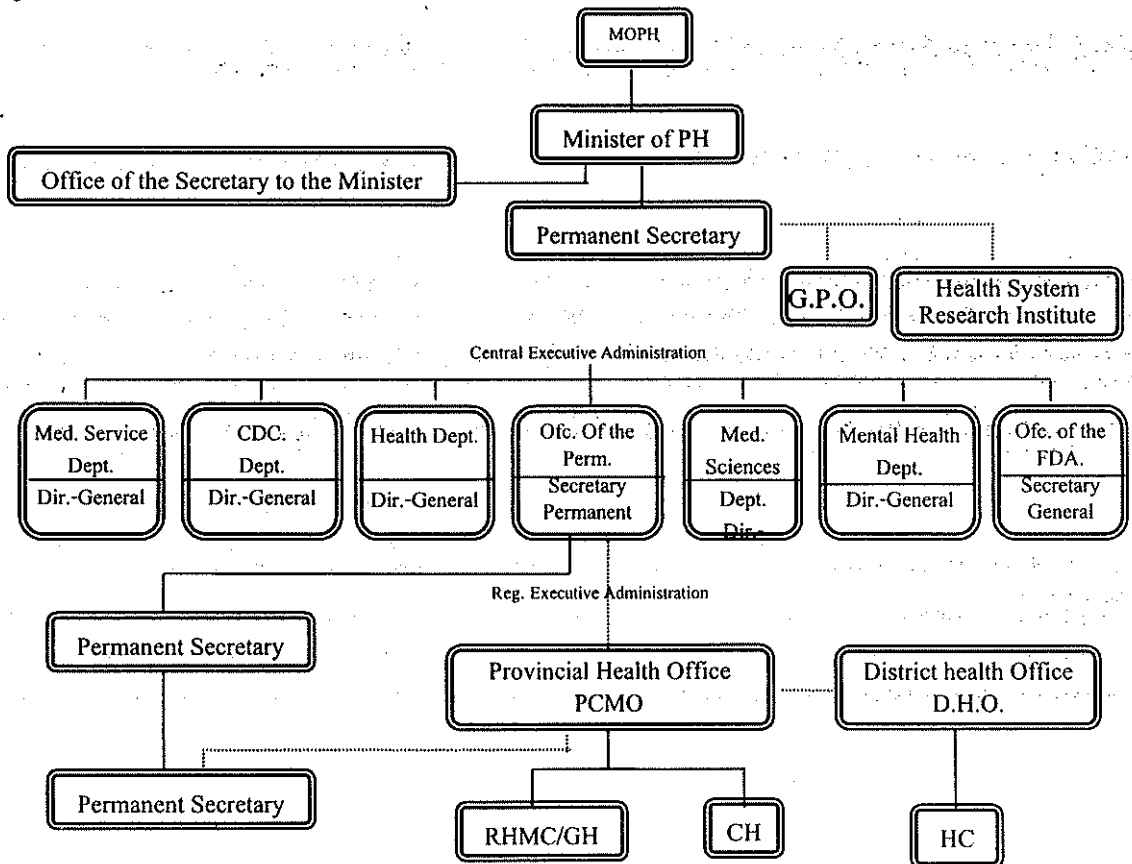 MOPH
Minister of PH
Office of the Secretary to the Minister
Permanent Secretary
G.P.O.
Health System
Research Institute
Central Executive Administration
Med. Service
Dept.
Dir.-General
CDC.
Dept.
Dir.-General
Health Dept.
Dir.-General
Ofc. Of the
Perm.
Secretary
Permanent
Med.
Sciences
Dept.
Dir.-
Mental Health
Dept.
Dir.-General
Ofc. of the
FDA.
Secretary
General
Reg. Executive Administration
Permanent Secretary
Provincial Health Office
PCMO
District health Office
D.H.O.
Permanent Secretary
RHMC/GH
CH
HC